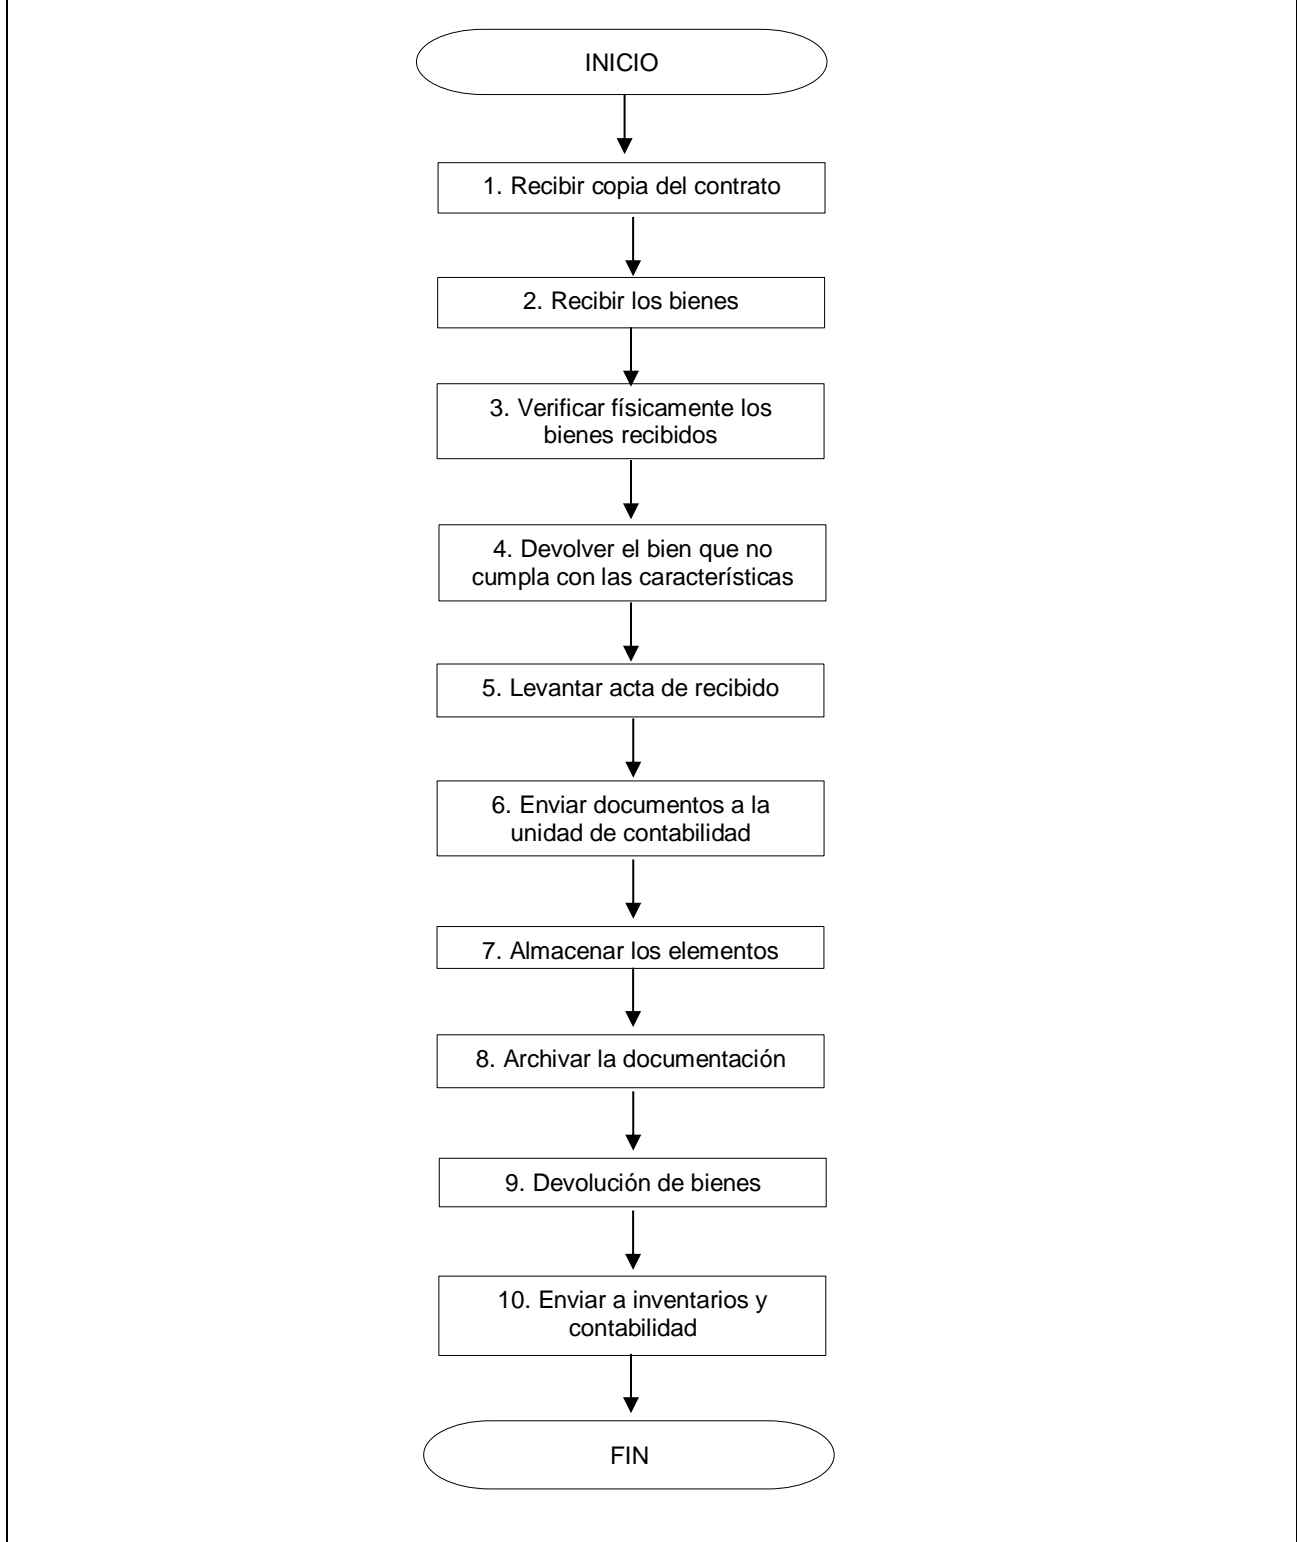 INICIO
1. Recibir copia del contrato
2. Recibir los bienes
3. Verificar físicamente los
bienes recibidos
4. Devolver el bien que no
cumpla con las características
5. Levantar acta de recibido
6. Enviar documentos a la
unidad de contabilidad
7. Almacenar los elementos
8. Archivar la documentación
9. Devolución de bienes
10. Enviar a inventarios y
contabilidad
FIN